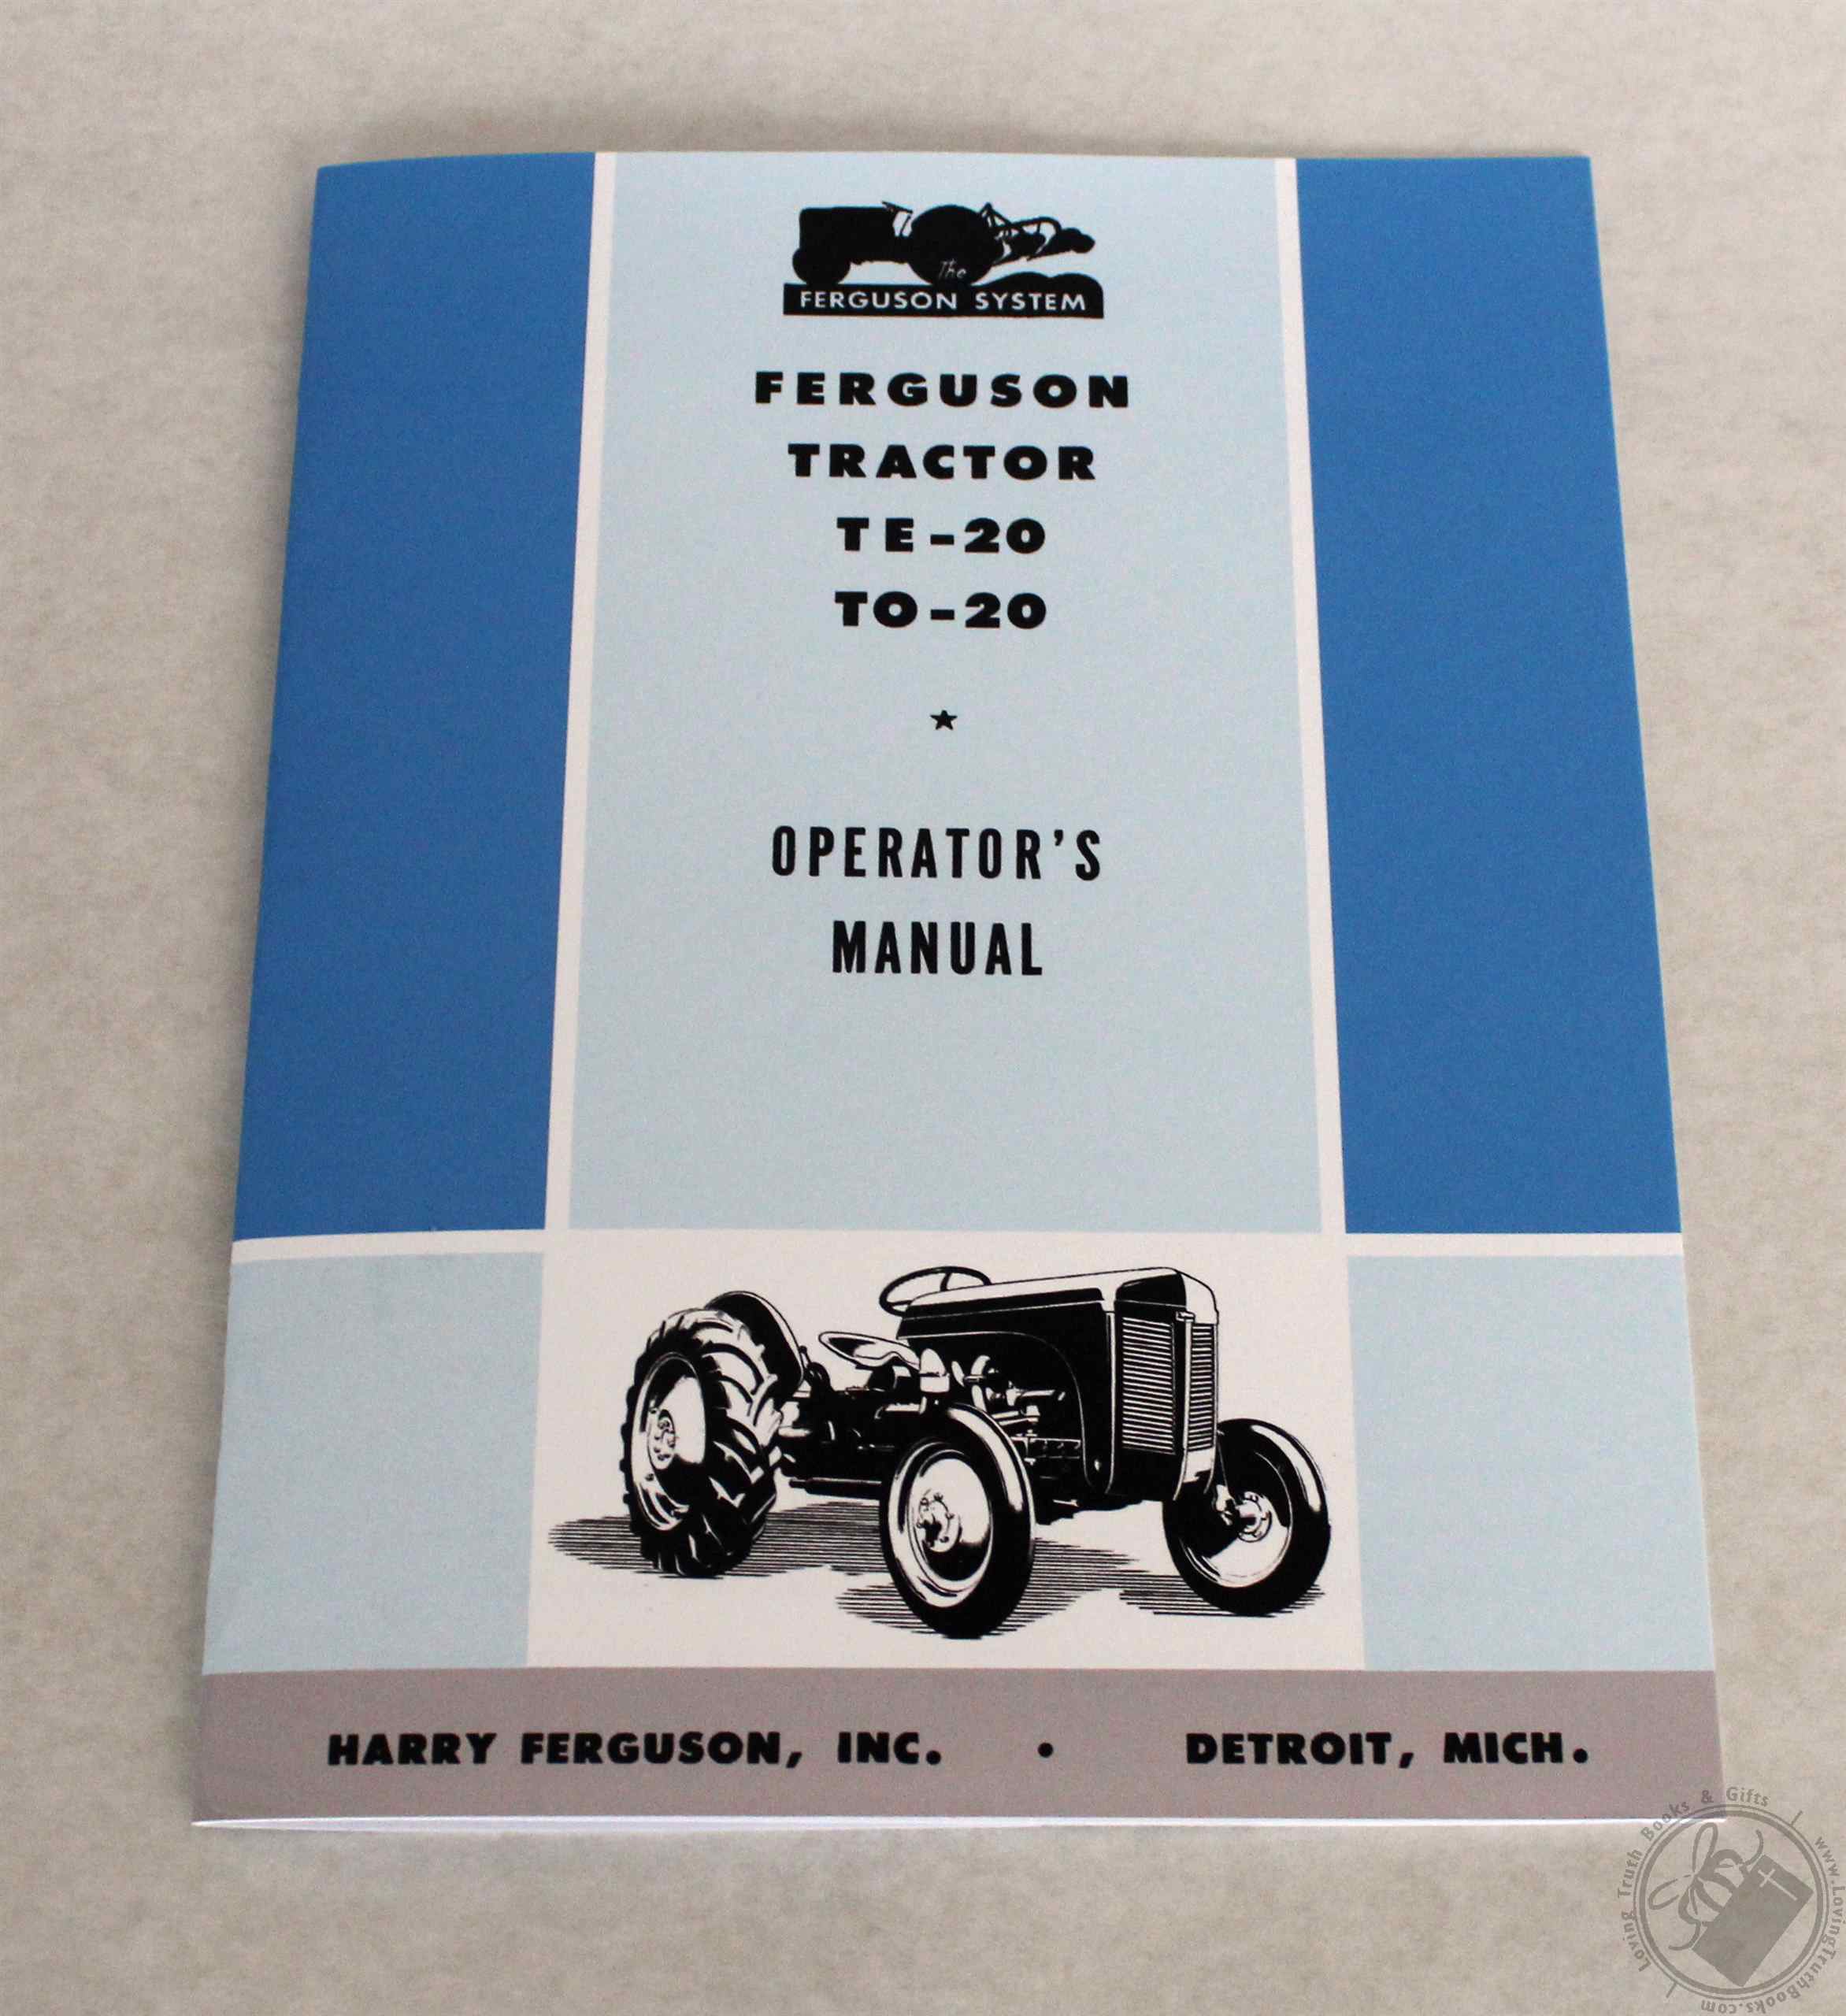 The
FERGUSON SYSTEM
FERGUSON
TRACTOR
TE-20
TO-20
★
OPERATOR'S
MANUAL
HARRY FERGUSON, INC. • DETROIT, MICH.
Loving Truth Books & Gifts
www.LovingTruthBooks.com